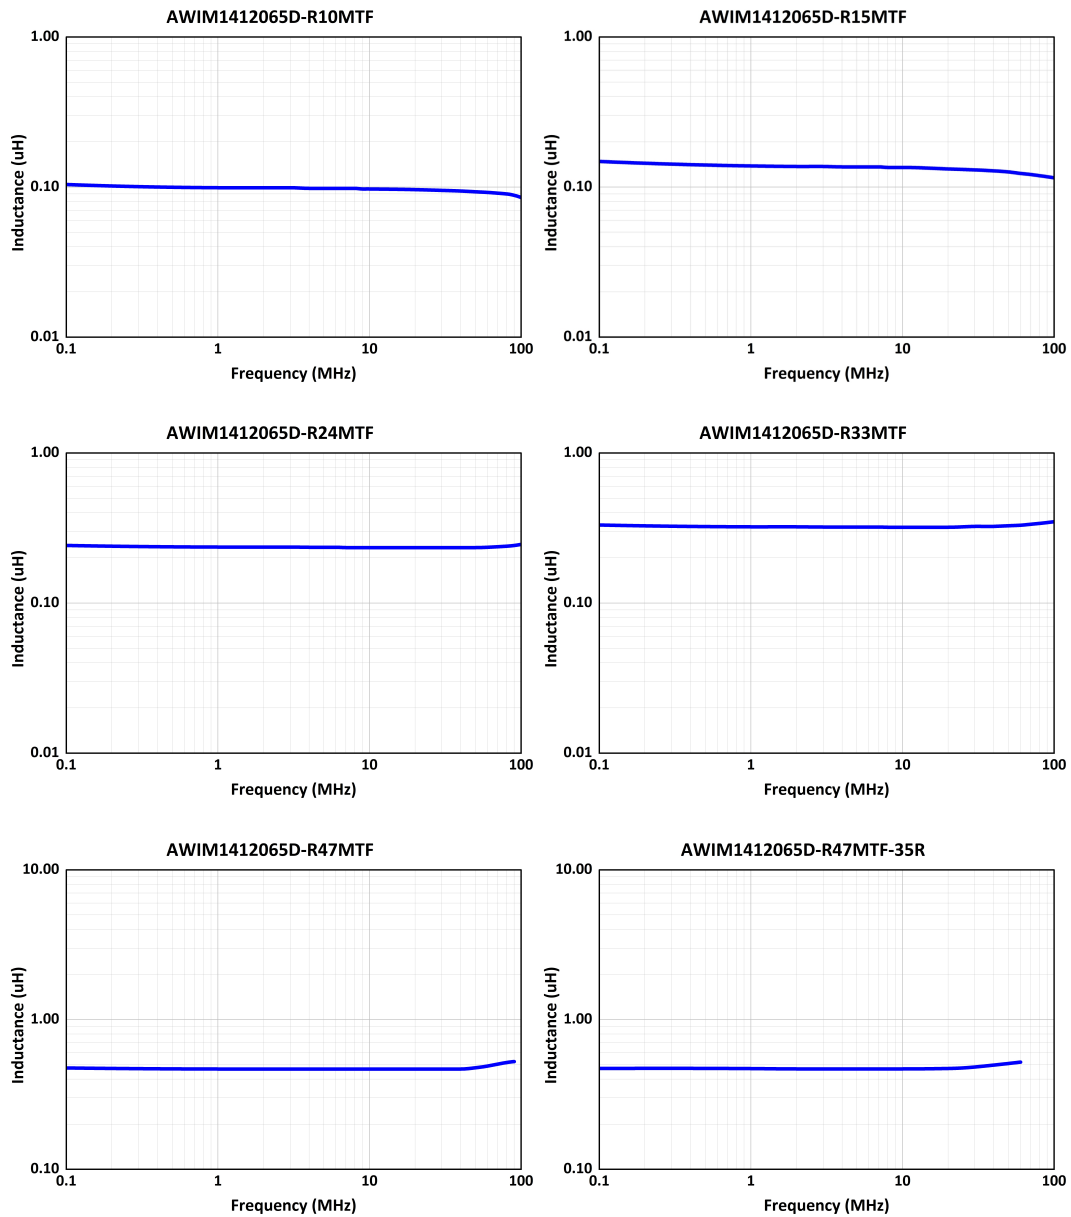 AWIM1412065D-R10MTF
1.00
0.10
0.01
Inductance (uH)
0.1 1 10 100
Frequency (MHz)
AWIM1412065D-R15MTF
1.00
0.10
0.01
Inductance (uH)
0.1 1 10 100
Frequency (MHz)
AWIM1412065D-R24MTF
1.00
0.10
0.01
Inductance (uH)
0.1 1 10 100
Frequency (MHz)
AWIM1412065D-R33MTF
1.00
0.10
0.01
Inductance (uH)
0.1 1 10 100
Frequency (MHz)
AWIM1412065D-R47MTF
10.00
1.00
0.10
Inductance (uH)
0.1 1 10 100
Frequency (MHz)
AWIM1412065D-R47MTF-35R
10.00
1.00
0.10
Inductance (uH)
0.1 1 10 100
Frequency (MHz)